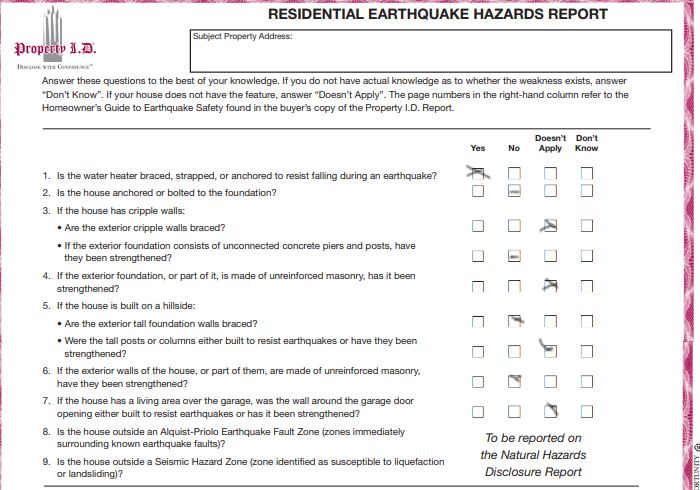 RESIDENTIAL EARTHQUAKE HAZARDS REPORT
Property I.D.
DISCLOSE WITH CONFIDENCE™
Subject Property Address:
Answer these questions to the best of your knowledge. If you do not have actual knowledge as to whether the weakness exists, answer
“Don’t Know”. If your house does not have the feature, answer “Doesn’t Apply”. The page numbers in the right-hand column refer to the
Homeowner’s Guide to Earthquake Safety found in the buyer’s copy of the Property I.D. Report.
Yes No Doesn’t Apply Don’t Know
1. Is the water heater braced, strapped, or anchored to resist falling during an earthquake?
2. Is the house anchored or bolted to the foundation?
3. If the house has cripple walls:
• Are the exterior cripple walls braced?
• If the exterior foundation consists of unconnected concrete piers and posts, have
they been strengthened?
4. If the exterior foundation, or part of it, is made of unreinforced masonry, has it been
strengthened?
5. If the house is built on a hillside:
• Are the exterior tall foundation walls braced?
• Were the tall posts or columns either built to resist earthquakes or have they been
strengthened?
6. If the exterior walls of the house, or part of them, are made of unreinforced masonry,
have they been strengthened?
7. If the house has a living area over the garage, was the wall around the garage door
opening either built to resist earthquakes or has it been strengthened?
8. Is the house outside an Alquist-Priolo Earthquake Fault Zone (zones immediately
surrounding known earthquake faults)?
9. Is the house outside a Seismic Hazard Zone (zone identified as susceptible to liquefaction
or landsliding)?
To be reported on
the Natural Hazards
Disclosure Report